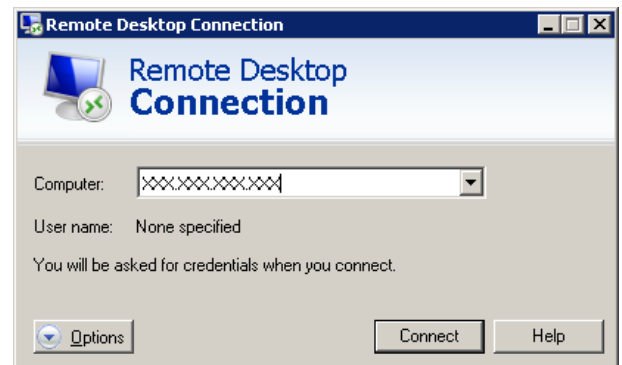 Remote Desktop Connection
Remote Desktop
Connection
Computer: XXX.XXX.XXX.XXX
User name: None specified
You will be asked for credentials when you connect.
Options Connect Help